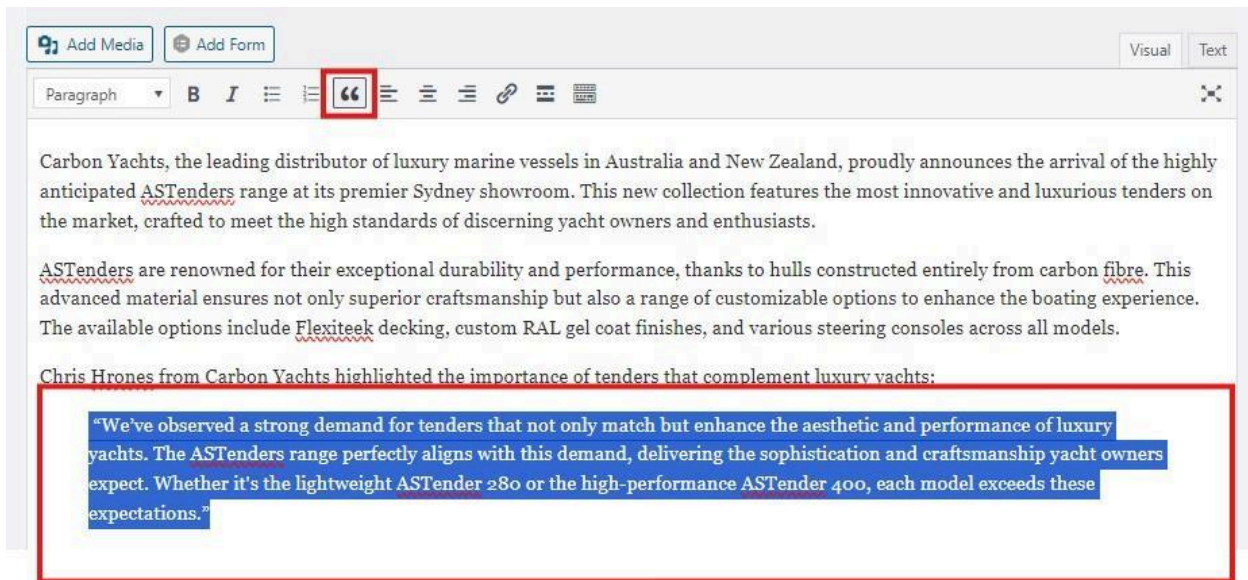 Add Media Add Form
Visual Text
Paragraph B I
Carbon Yachts, the leading distributor of luxury marine vessels in Australia and New Zealand, proudly announces the arrival of the highly
anticipated ASTenders range at its premier Sydney showroom. This new collection features the most innovative and luxurious tenders on
the market, crafted to meet the high standards of discerning yacht owners and enthusiasts.
ASTenders are renowned for their exceptional durability and performance, thanks to hulls constructed entirely from carbon fibre. This
advanced material ensures not only superior craftsmanship but also a range of customizable options to enhance the boating experience.
The available options include Flexiteek decking, custom RAL gel coat finishes, and various steering consoles across all models.
Chris Hrones from Carbon Yachts highlighted the importance of tenders that complement luxury yachts:
“We’ve observed a strong demand for tenders that not only match but enhance the aesthetic and performance of luxury
yachts. The ASTenders range perfectly aligns with this demand, delivering the sophistication and craftsmanship yacht owners
expect. Whether it's the lightweight ASTender 280 or the high-performance ASTender 400, each model exceeds these
expectations.”